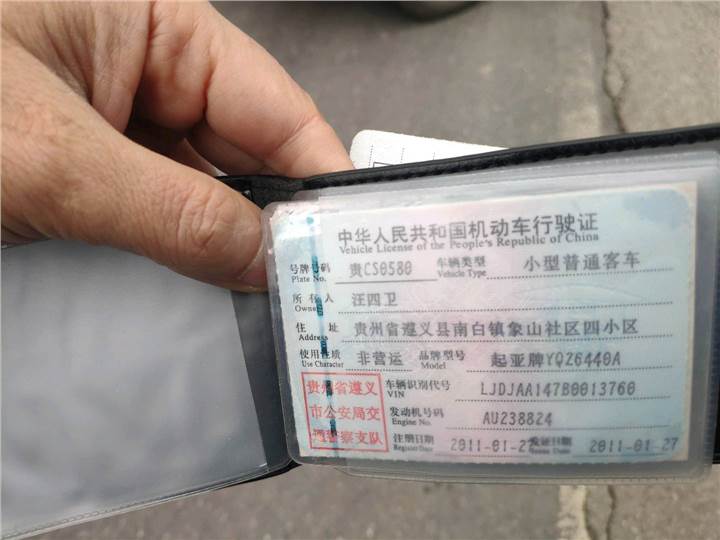 中华人民共和国机动车行驶证
Vehicle License of the People's Republic of China
号牌号码 贵CS0580 车辆类型 小型普通客车
Plate No. Vehicle Type
所有人 汪四卫
Owner
住址 贵州省遵义县南白镇象山社区四小区
Address
使用性质 非营运 品牌型号 起亚牌YQZ6440A
Use Character Model
贵州省遵义
市公安局交
通警察支队
车辆识别代号 LJDJAA147B0013760
VIN
发动机号码 AU238824
Engine No.
注册日期 2011-01-27 发证日期 2011-01-27
Register Date Issue Date